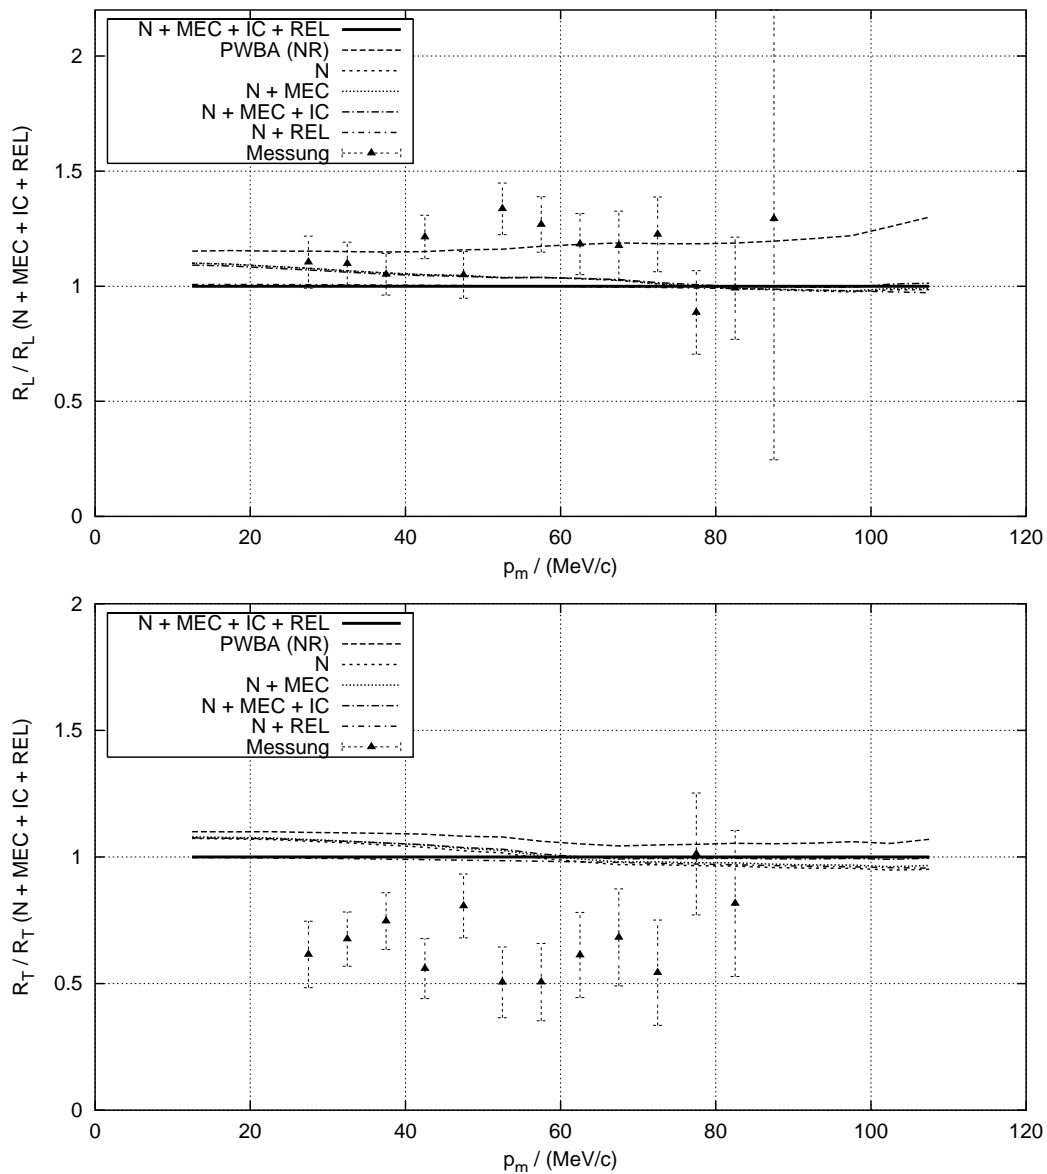 N + MEC + IC + REL
PWBA (NR)
N
N + MEC
N + MEC + IC
N + REL
Messung
2
1.5
1
0.5
0
R_L / R_L (N + MEC + IC + REL)
0 20 40 60 80 100 120
p_m / (MeV/c)
N + MEC + IC + REL
PWBA (NR)
N
N + MEC
N + MEC + IC
N + REL
Messung
2
1.5
1
0.5
0
R_T / R_T (N + MEC + IC + REL)
0 20 40 60 80 100 120
p_m / (MeV/c)